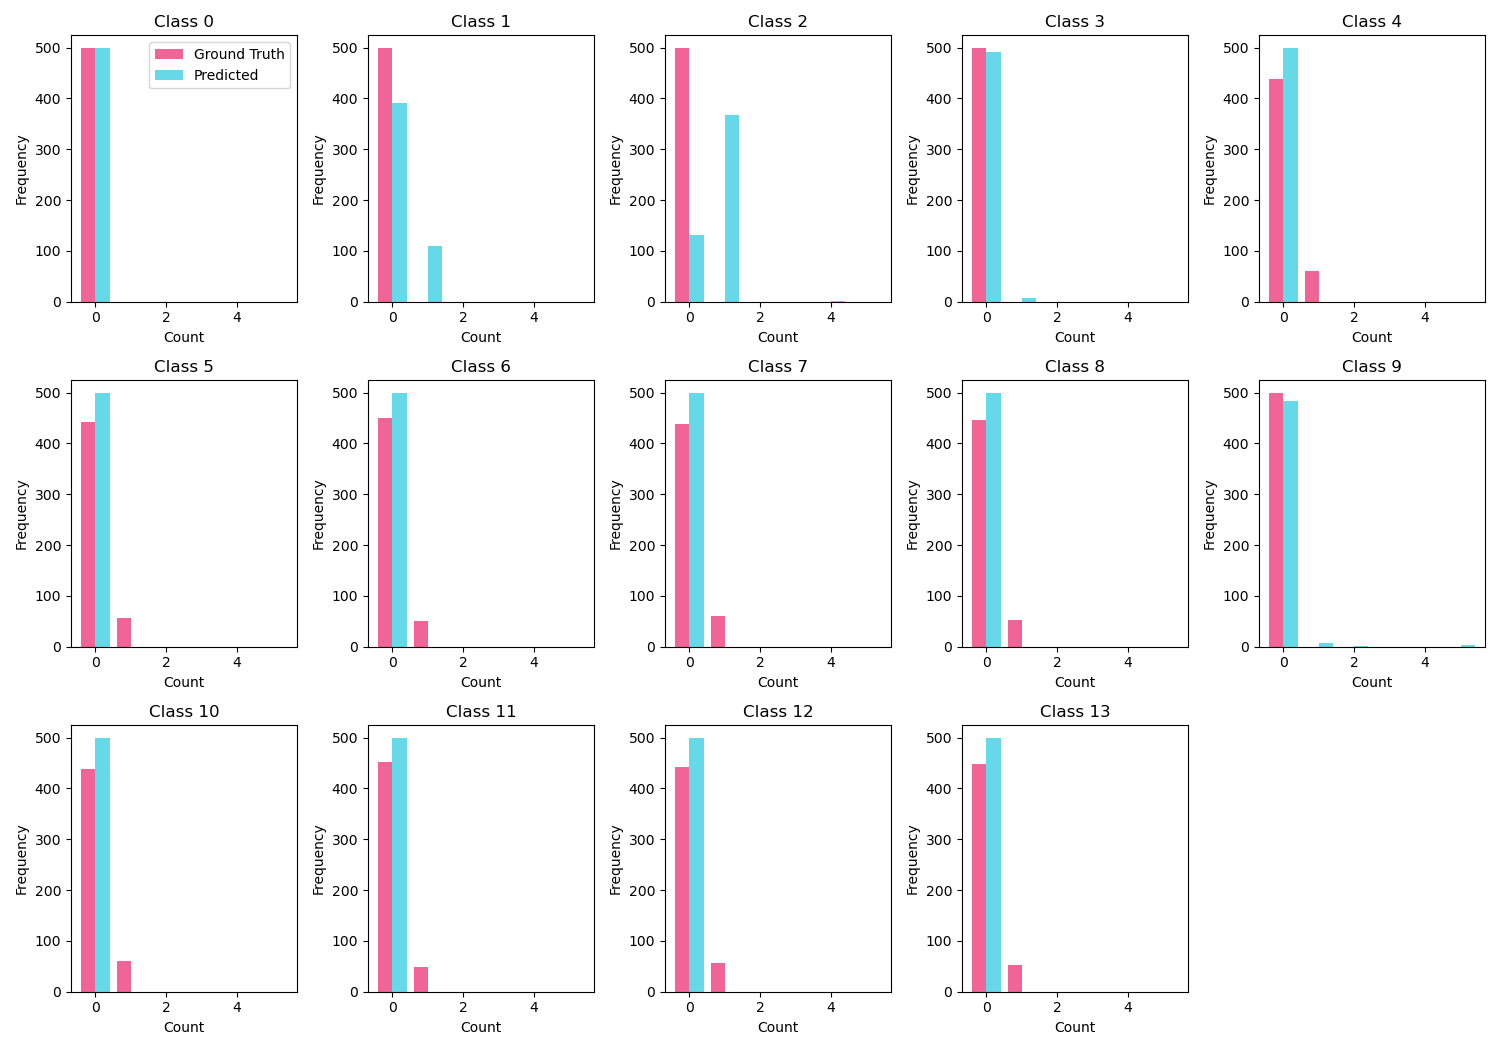 Class 0
Class 1
Class 2
Class 3
Class 4
Ground Truth
Predicted
500
400
300
200
100
0
Frequency
0 2 4
Count
500
400
300
200
100
0
Frequency
0 2 4
Count
500
400
300
200
100
0
Frequency
0 2 4
Count
500
400
300
200
100
0
Frequency
0 2 4
Count
500
400
300
200
100
0
Frequency
0 2 4
Count
Class 5
Class 6
Class 7
Class 8
Class 9
500
400
300
200
100
0
Frequency
0 2 4
Count
500
400
300
200
100
0
Frequency
0 2 4
Count
500
400
300
200
100
0
Frequency
0 2 4
Count
500
400
300
200
100
0
Frequency
0 2 4
Count
500
400
300
200
100
0
Frequency
0 2 4
Count
Class 10
Class 11
Class 12
Class 13
500
400
300
200
100
0
Frequency
0 2 4
Count
500
400
300
200
100
0
Frequency
0 2 4
Count
500
400
300
200
100
0
Frequency
0 2 4
Count
500
400
300
200
100
0
Frequency
0 2 4
Count